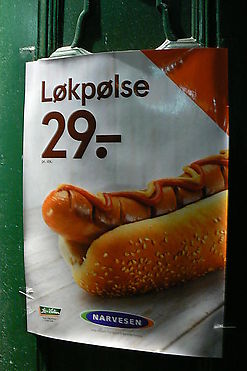 Løkpølse
29.-
NARVESEN